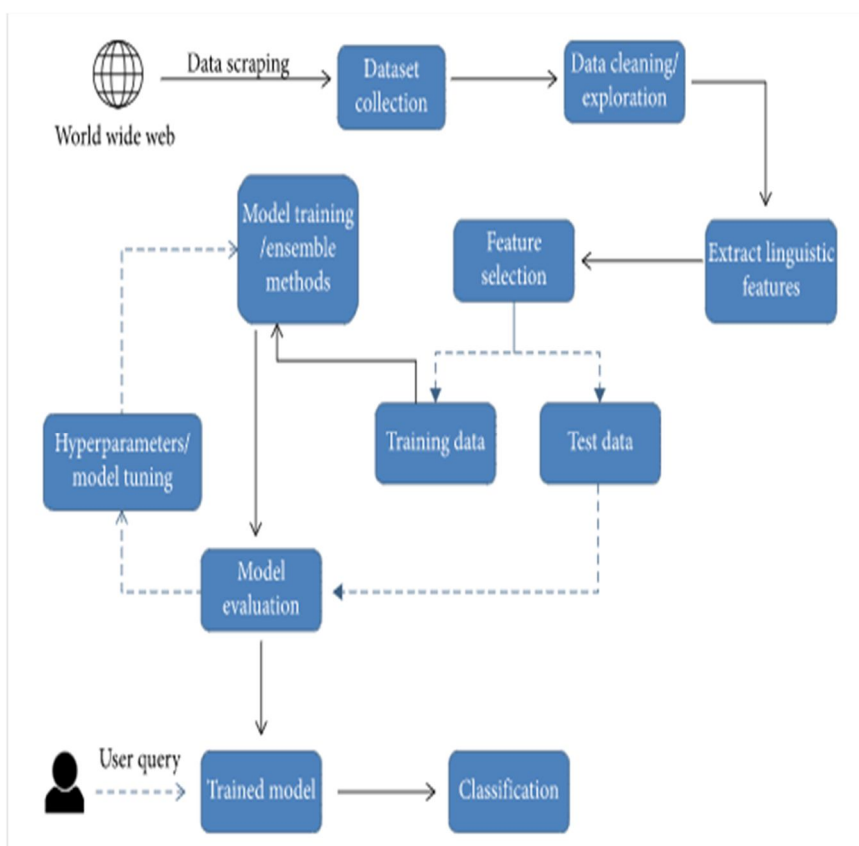 Data scraping
World wide web
Dataset
collection
Data cleaning/
exploration
Extract linguistic
features
Feature
selection
Model training
/ensemble
methods
Training data
Test data
Hyperparameters/
model tuning
Model
evaluation
User query
Trained model
Classification